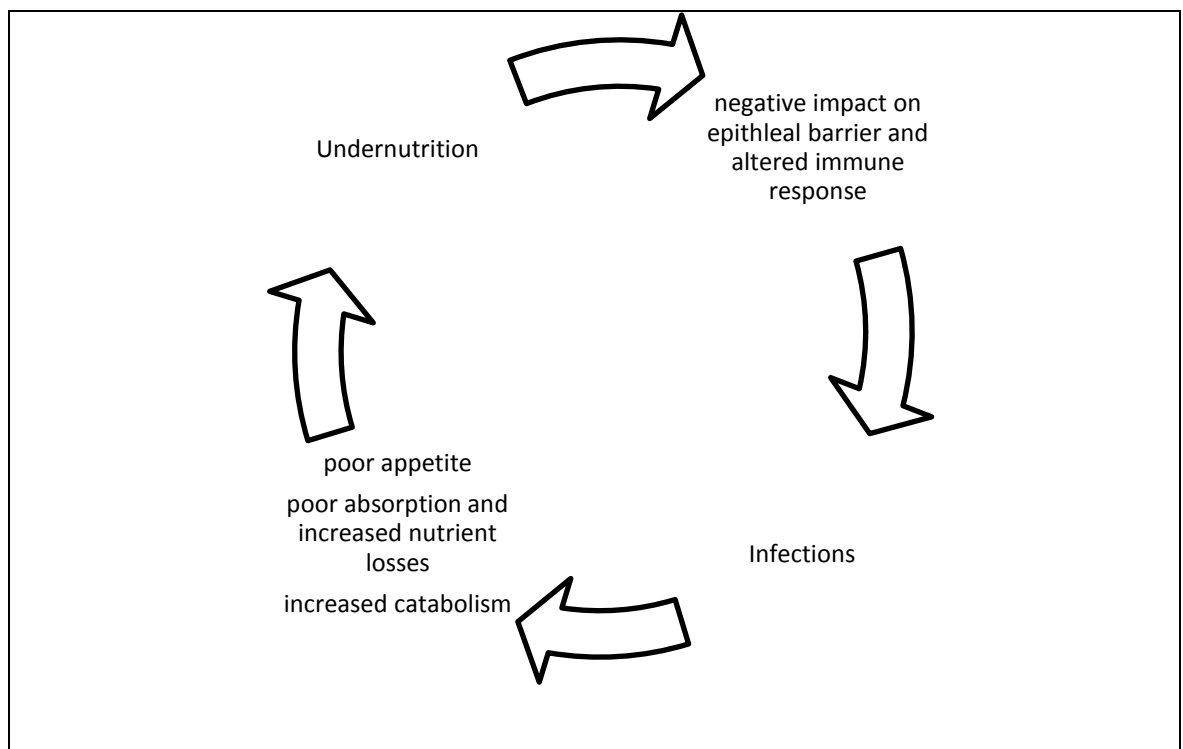 Undernutrition
negative impact on
epithleal barrier and
altered immune
response
Infections
poor appetite
poor absorption and
increased nutrient
losses
increased catabolism